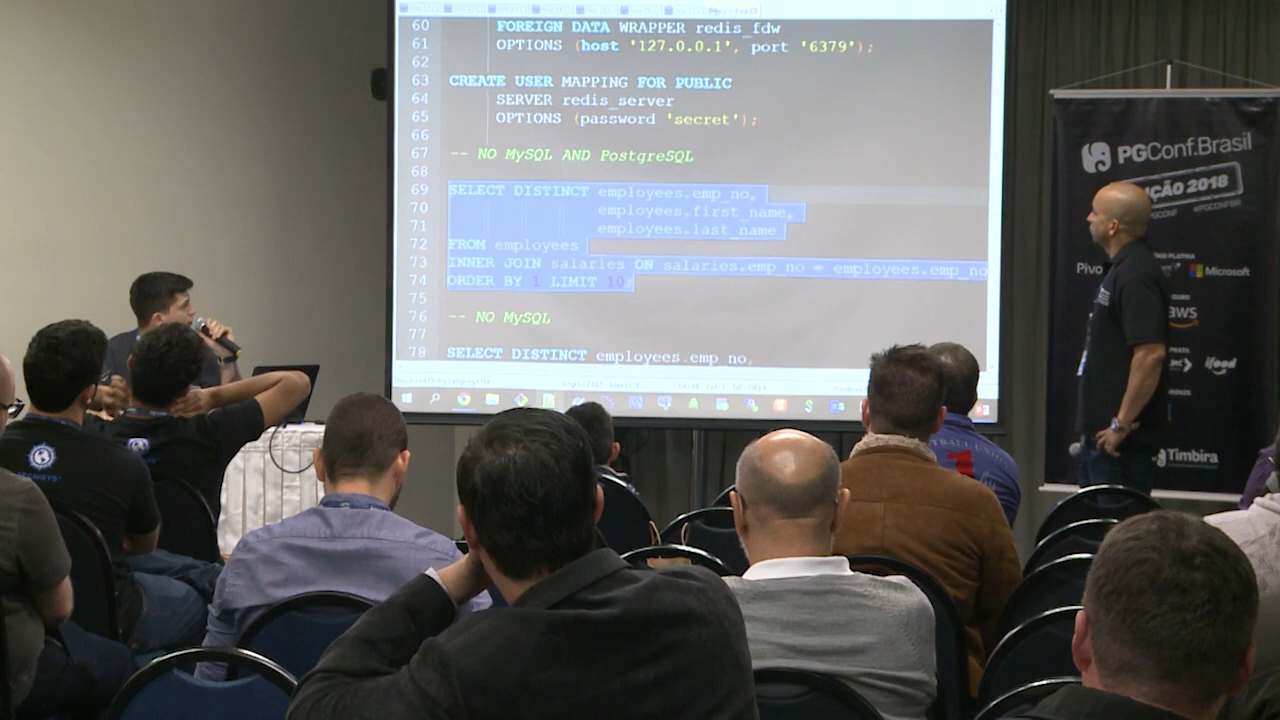 60 FOREIGN DATA WRAPPER redis_fdw
61 OPTIONS (host '127.0.0.1', port '6379');
62
63 CREATE USER MAPPING FOR PUBLIC
64 SERVER redis_server
65 OPTIONS (password 'secret');
66
67 -- NO MySQL AND PostgreSQL
68
69 SELECT DISTINCT employees.emp_no,
70 employees.first_name,
71 employees.last_name
72 FROM employees
73 INNER JOIN salaries ON salaries.emp_no = employees.emp_no
74 ORDER BY 1 LIMIT 10;
75
76 -- NO MySQL
77
78 SELECT DISTINCT employees.emp_no,
PGConf.Brasil
2018
Microsoft
aws
ifood
Timbira
1